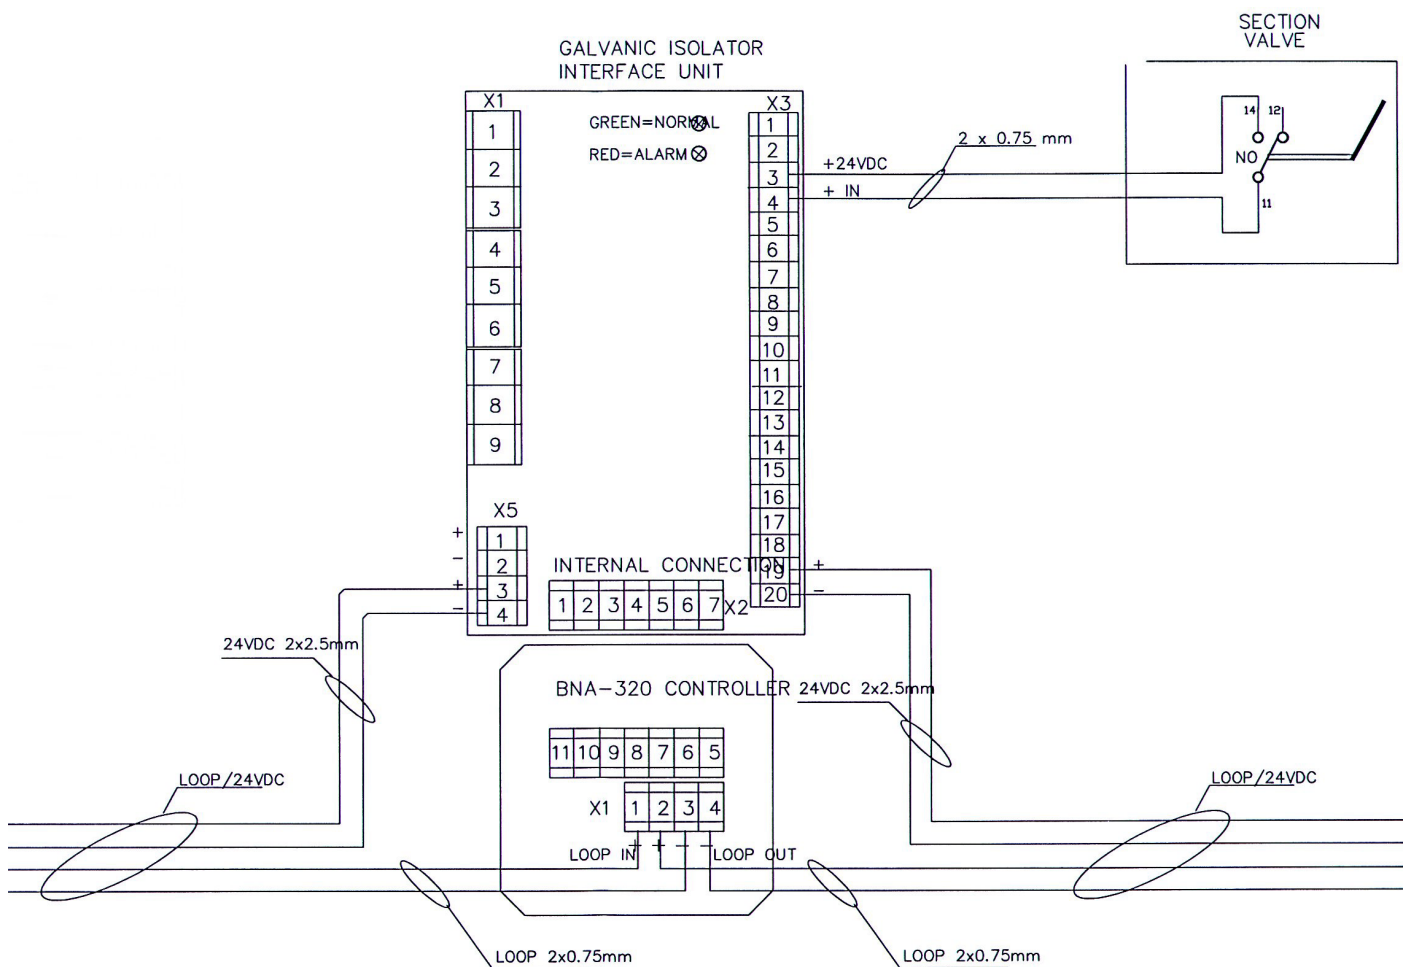 SECTION
VALVE
GALVANIC ISOLATOR
INTERFACE UNIT
X1
1
2
3
4
5
6
7
8
9
GREEN=NORMAL
RED=ALARM
X3
1
2
3
4
5
6
7
8
9
10
11
12
13
14
15
16
17
18
19
20
+24VDC
+ IN
2 x 0.75 mm
14
12
NO
11
X5
+
1
-
2
+
3
-
4
INTERNAL CONNECTION
1 2 3 4 5 6 7 X2
+
-
24VDC 2x2.5mm
BNA-320 CONTROLLER
24VDC 2x2.5mm
11 10 9 8 7 6 5
X1 1 2 3 4
LOOP/24VDC
LOOP/24VDC
LOOP IN + + - - LOOP OUT
LOOP 2x0.75mm
LOOP 2x0.75mm